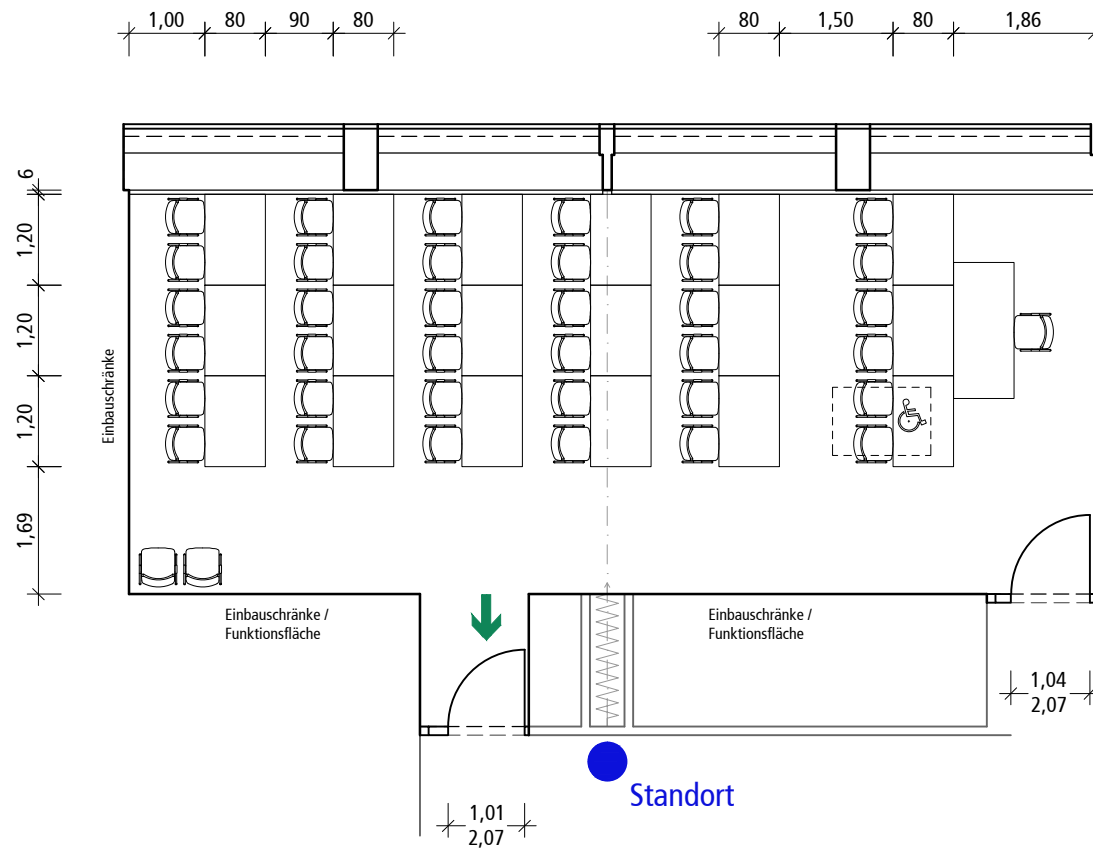 1,00 80 90 80 80 1,50 80 1,86
6
1,20
1,20
1,20
1,69
Einbauschränke
Einbauschränke /
Funktionsfläche
Einbauschränke /
Funktionsfläche
1,04
2,07
Standort
1,01
2,07